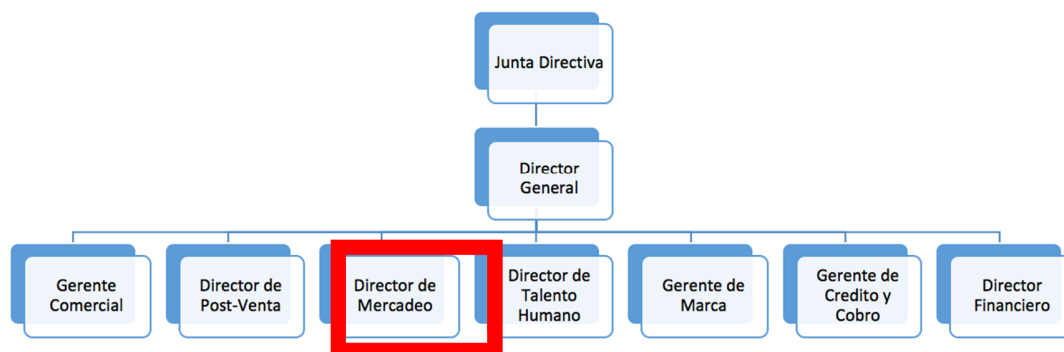 Junta Directiva
Director
General
Gerente
Comercial
Director de
Post-Venta
Director de
Mercadeo
Director de
Talento
Humano
Gerente de
Marca
Gerente de
Credito y
Cobro
Director
Financiero